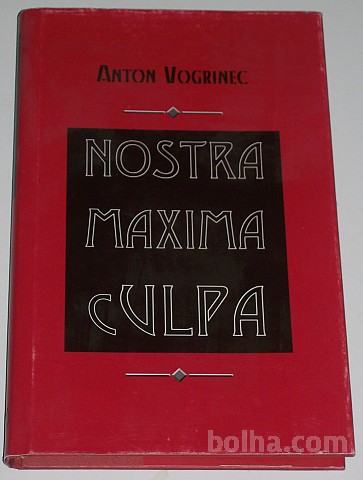 ANTON VOGRINEC
NOSTRA
MAXIMA
CULPA
bolha.com